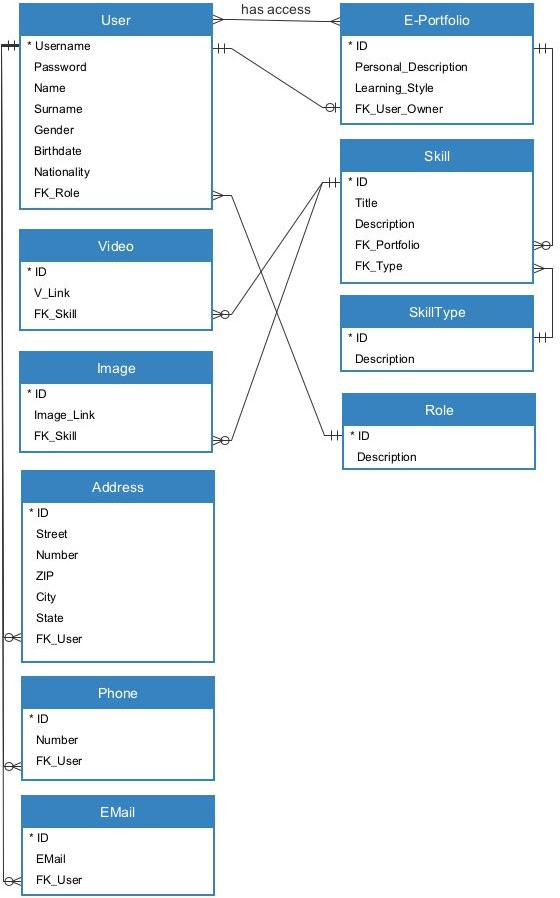 has access
User
* Username
Password
Name
Surname
Gender
Birthdate
Nationality
FK_Role
E-Portfolio
* ID
Personal_Description
Learning_Style
FK_User_Owner
Skill
* ID
Title
Description
FK_Portfolio
FK_Type
Video
* ID
V_Link
FK_Skill
SkillType
* ID
Description
Image
* ID
Image_Link
FK_Skill
Role
* ID
Description
Address
* ID
Street
Number
ZIP
City
State
FK_User
Phone
* ID
Number
FK_User
EMail
* ID
EMail
FK_User